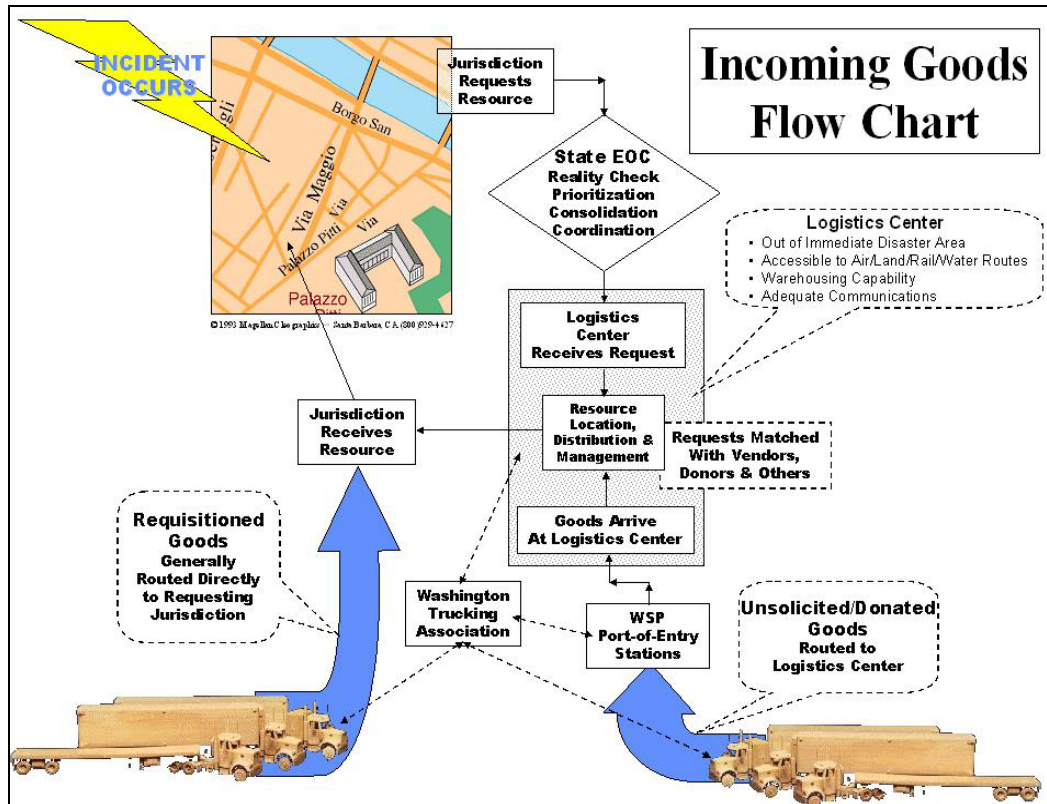 INCIDENT
OCCURS
Borgo San
Via Maggio
Via
Palazzo Pitti
Via
Palazzo
Jurisdiction
Requests
Resource
Incoming Goods
Flow Chart
State EOC
Reality Check
Prioritization
Consolidation
Coordination
Logistics Center
• Out of Immediate Disaster Area
• Accessible to Air/Land/Rail/Water Routes
• Warehousing Capability
• Adequate Communications
Logistics
Center
Receives Request
Resource
Location,
Distribution &
Management
Requests Matched
With Vendors,
Donors & Others
Goods Arrive
At Logistics Center
Jurisdiction
Receives
Resource
Requisitioned
Goods
Generally
Routed Directly
to Requesting
Jurisdiction
Washington
Trucking
Association
WSP
Port-of-Entry
Stations
Unsolicited/Donated
Goods
Routed to
Logistics Center